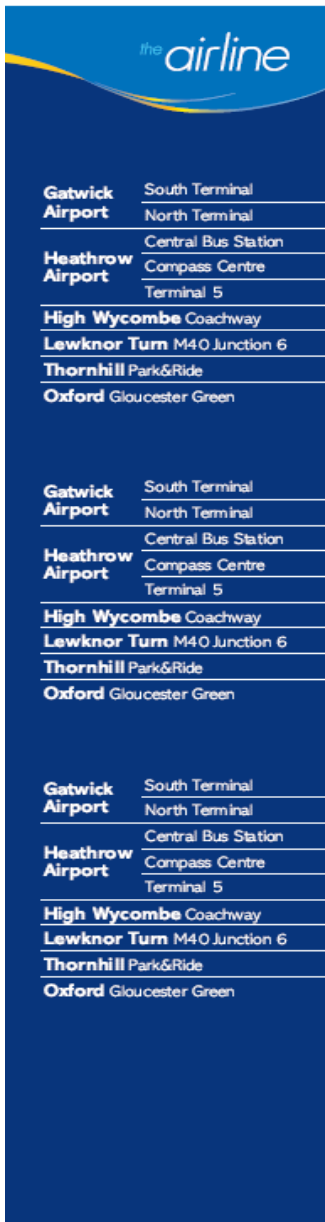 the airline
Gatwick Airport South Terminal
North Terminal
Heathrow Airport Central Bus Station
Compass Centre
Terminal 5
High Wycombe Coachway
Lewknor Turn M40 Junction 6
Thornhill Park&Ride
Oxford Gloucester Green
Gatwick Airport South Terminal
North Terminal
Heathrow Airport Central Bus Station
Compass Centre
Terminal 5
High Wycombe Coachway
Lewknor Turn M40 Junction 6
Thornhill Park&Ride
Oxford Gloucester Green
Gatwick Airport South Terminal
North Terminal
Heathrow Airport Central Bus Station
Compass Centre
Terminal 5
High Wycombe Coachway
Lewknor Turn M40 Junction 6
Thornhill Park&Ride
Oxford Gloucester Green